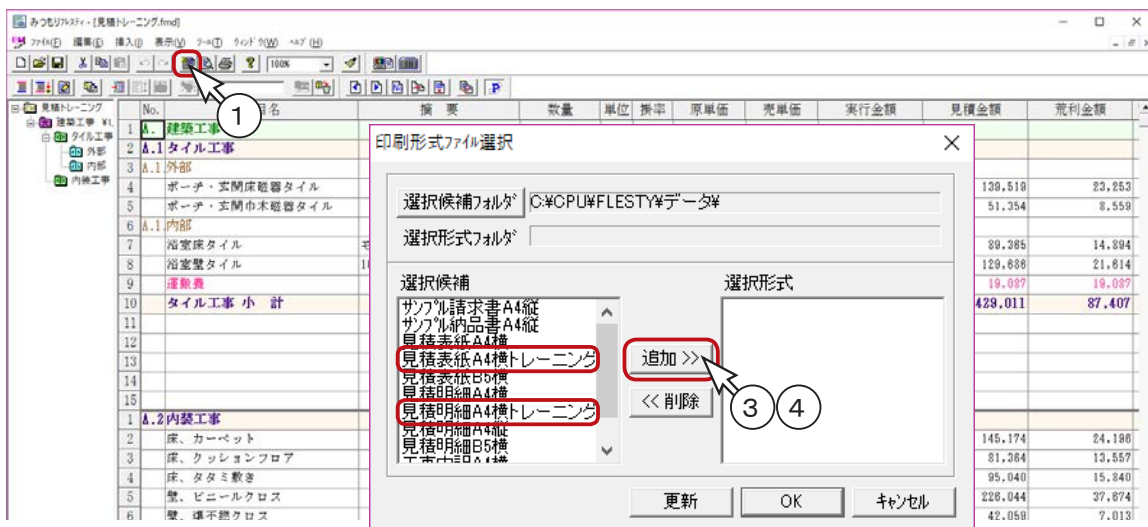 みつもりフレスティ - [見積トレーニング.fmd]
ファイル(F) 編集(E) 挿入(I) 表示(V) ツール(T) ウィンドウ(W) ヘルプ(H)
100%
①
見積トレーニング
建築工事 ¥1,
タイル工事
外部
内部
内装工事
No. 目名 摘 要 数量 単位 掛率 原単価 売単価 実行金額 見積金額 荒利金額
1 A. 建築工事
2 A.1 タイル工事
3 A.1. 外部
4 ポーチ・玄関床磁器タイル 139,519 23,253
5 ポーチ・玄関巾木磁器タイル 51,354 8,559
6 A.1. 内部
7 浴室床タイル 89,365 14,894
8 浴室壁タイル 129,686 21,614
9 運搬費 19,087 19,087
10 タイル工事 小 計 429,011 87,407
11
12
13
14
15
1 A.2 内装工事
2 床、カーペット 145,174 24,196
3 床、クッションフロア 81,364 13,557
4 床、タタミ敷き 95,040 15,840
5 壁、ビニールクロス 226,044 37,674
6 壁、準不燃クロス 42,059 7,013
印刷形式ファイル選択
選択候補フォルダ C:¥CPU¥FLESTY¥データ¥
選択形式フォルダ
選択候補
サンプル請求書A4縦
サンプル納品書A4縦
見積表紙A4横
見積表紙A4横トレーニング
見積表紙B5横
見積明細A4横
見積明細A4横トレーニング
見積明細A4縦
見積明細B5横
工事内訳A4横
選択形式
追加 >>
<< 削除
③ ④
更新 OK キャンセル